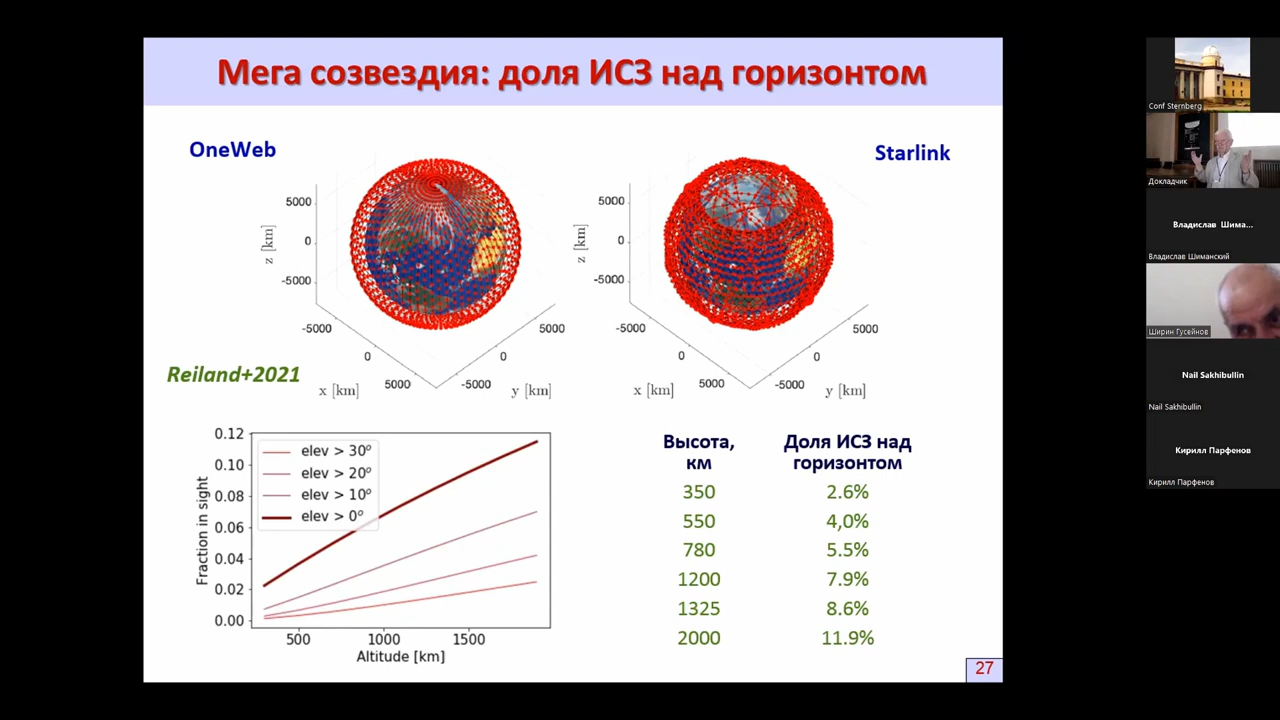 Мега созвездия: доля ИСЗ над горизонтом
OneWeb
Starlink
5000
0
-5000
z [km]
-5000
0
5000
x [km]
5000
0
-5000
y [km]
5000
0
-5000
z [km]
-5000
0
5000
x [km]
5000
0
-5000
y [km]
Reiland+2021
0.12
0.10
0.08
0.06
0.04
0.02
0.00
Fraction in sight
elev > 30º
elev > 20º
elev > 10º
elev > 0º
500
1000
1500
Altitude [km]
Высота, км
Доля ИСЗ над горизонтом
350 2.6%
550 4,0%
780 5.5%
1200 7.9%
1325 8.6%
2000 11.9%
27
Conf Sternberg
Докладчик
Владислав Шима...
Владислав Шиманский
Ширин Гусейнов
Nail Sakhibullin
Nail Sakhibullin
Кирилл Парфенов
Кирилл Парфенов